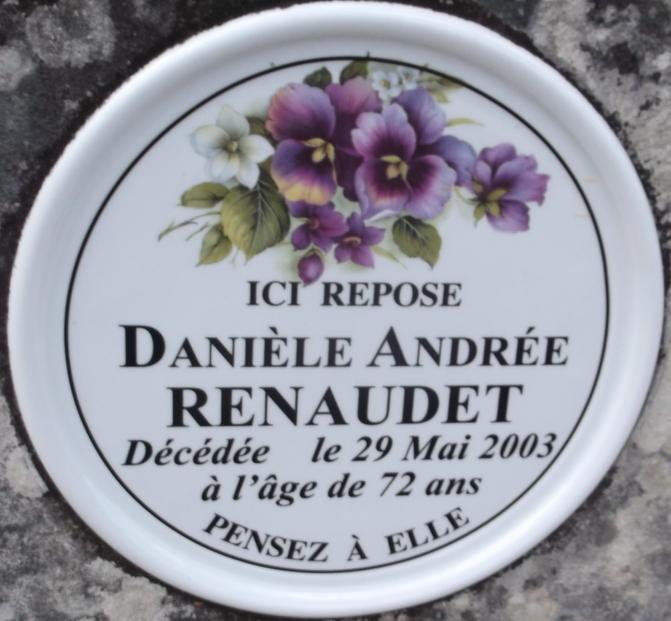 ICI REPOSE
DANIÈLE ANDRÉE
RENAUDET
Décédée le 29 Mai 2003
à l'âge de 72 ans
PENSEZ À ELLE